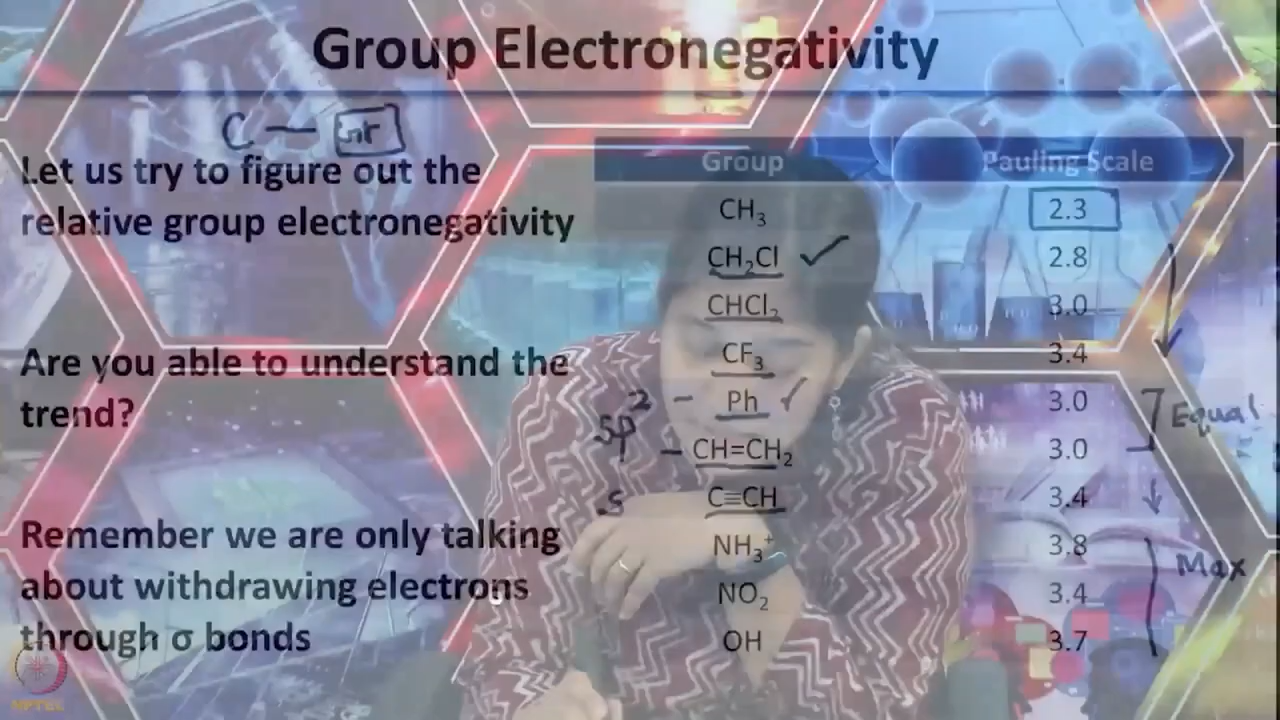 Group Electronegativity
C — Gr
Let us try to figure out the
relative group electronegativity
Are you able to understand the
trend?
Remember we are only talking
about withdrawing electrons
through σ bonds
Group Pauling Scale
CH₃ 2.3
CH₂Cl ✓ 2.8
CHCl₂ 3.0
CF₃ 3.4
sp² – Ph ✓ 3.0 Equal
– CH=CH₂ 3.0
s C≡CH 3.4
NH₃⁺ 3.8 Max
NO₂ 3.4
OH 3.7
NPTEL